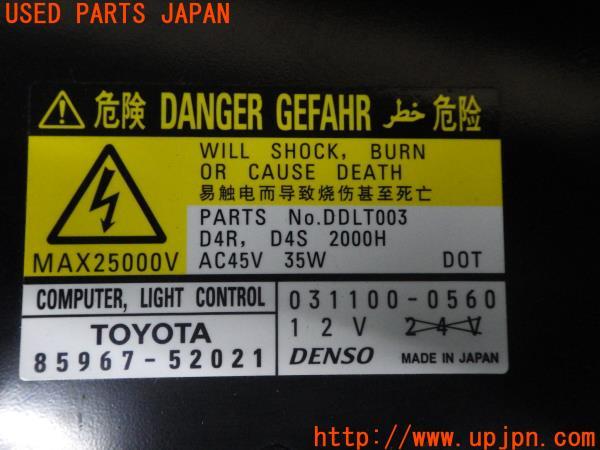 USED PARTS JAPAN
危険 DANGER GEFAHR خطر 危险
WILL SHOCK, BURN
OR CAUSE DEATH
易触电而导致烧伤甚至死亡
MAX25000V
PARTS No.DDLT003
D4R, D4S 2000H
AC45V 35W DOT
COMPUTER, LIGHT CONTROL
TOYOTA
85967-52021
031100-0560
12V 24V
DENSO MADE IN JAPAN
UPJ
http://www.upjpn.com